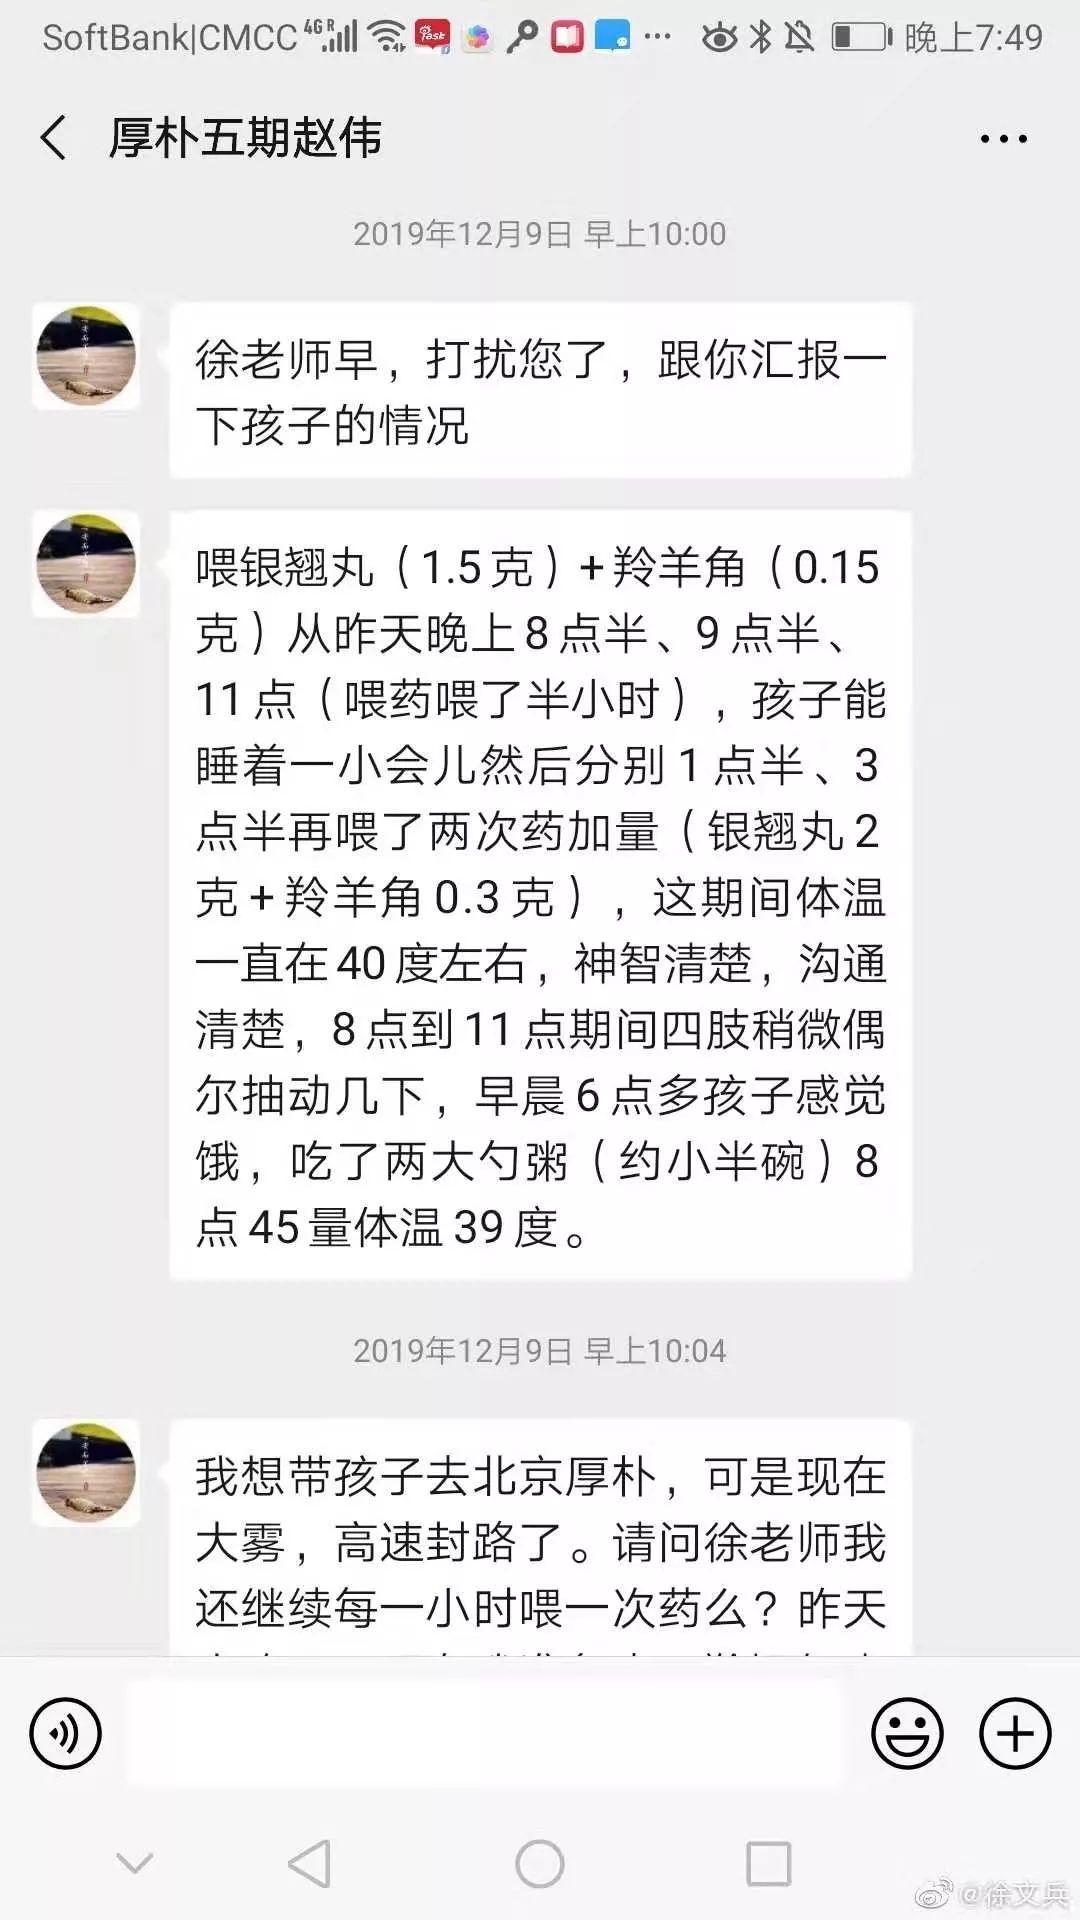 SoftBank|CMCC 4G R Task 晚上7:49
厚朴五期赵伟
2019年12月9日 早上10:00
徐老师早，打扰您了，跟你汇报一
下孩子的情况
喂银翘丸（1.5克）+羚羊角（0.15
克）从昨天晚上8点半、9点半、
11点（喂药喂了半小时），孩子能
睡着一小会儿然后分别1点半、3
点半再喂了两次药加量（银翘丸2
克+羚羊角0.3克），这期间体温
一直在40度左右，神智清楚，沟通
清楚，8点到11点期间四肢稍微偶
尔抽动几下，早晨6点多孩子感觉
饿，吃了两大勺粥（约小半碗）8
点45量体温39度。
2019年12月9日 早上10:04
我想带孩子去北京厚朴，可是现在
大雾，高速封路了。请问徐老师我
还继续每一小时喂一次药么？昨天
@徐文兵